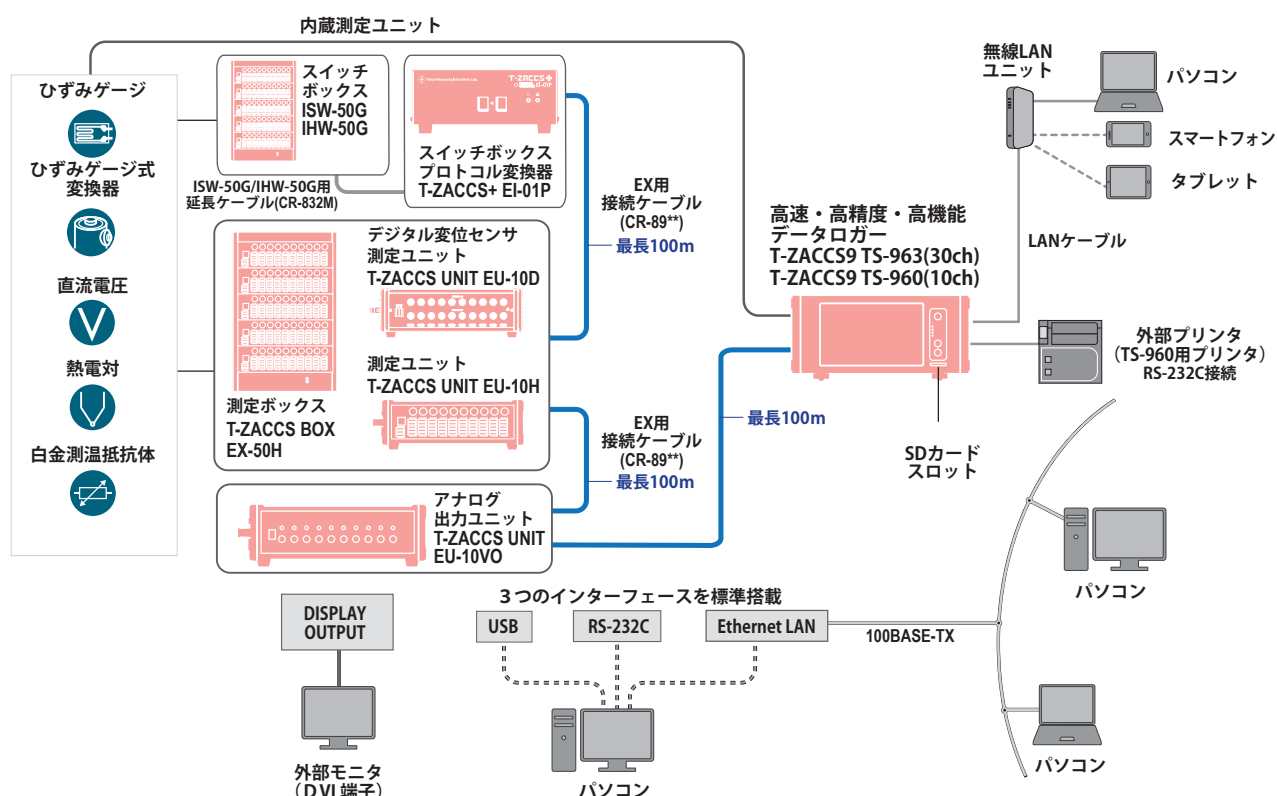 内蔵測定ユニット
ひずみゲージ
ひずみゲージ式
変換器
直流電圧
V
熱電対
白金測温抵抗体
スイッチ
ボックス
ISW-50G
IHW-50G
T-ZACCS+
EI-01P
スイッチボックス
プロトコル変換器
T-ZACCS+ EI-01P
ISW-50G/IHW-50G用
延長ケーブル(CR-832M)
EX用
接続ケーブル
(CR-89**)
最長100m
デジタル変位センサ
測定ユニット
T-ZACCS UNIT EU-10D
測定ユニット
T-ZACCS UNIT EU-10H
測定ボックス
T-ZACCS BOX
EX-50H
EX用
接続ケーブル
(CR-89**)
最長100m
アナログ
出力ユニット
T-ZACCS UNIT
EU-10VO
最長100m
高速・高精度・高機能
データロガー
T-ZACCS9 TS-963(30ch)
T-ZACCS9 TS-960(10ch)
SDカード
スロット
無線LAN
ユニット
パソコン
スマートフォン
タブレット
LANケーブル
外部プリンタ
(TS-960用プリンタ)
RS-232C接続
パソコン
パソコン
DISPLAY
OUTPUT
外部モニタ
(DVI端子)
3つのインターフェースを標準搭載
USB
RS-232C
Ethernet LAN
100BASE-TX
パソコン